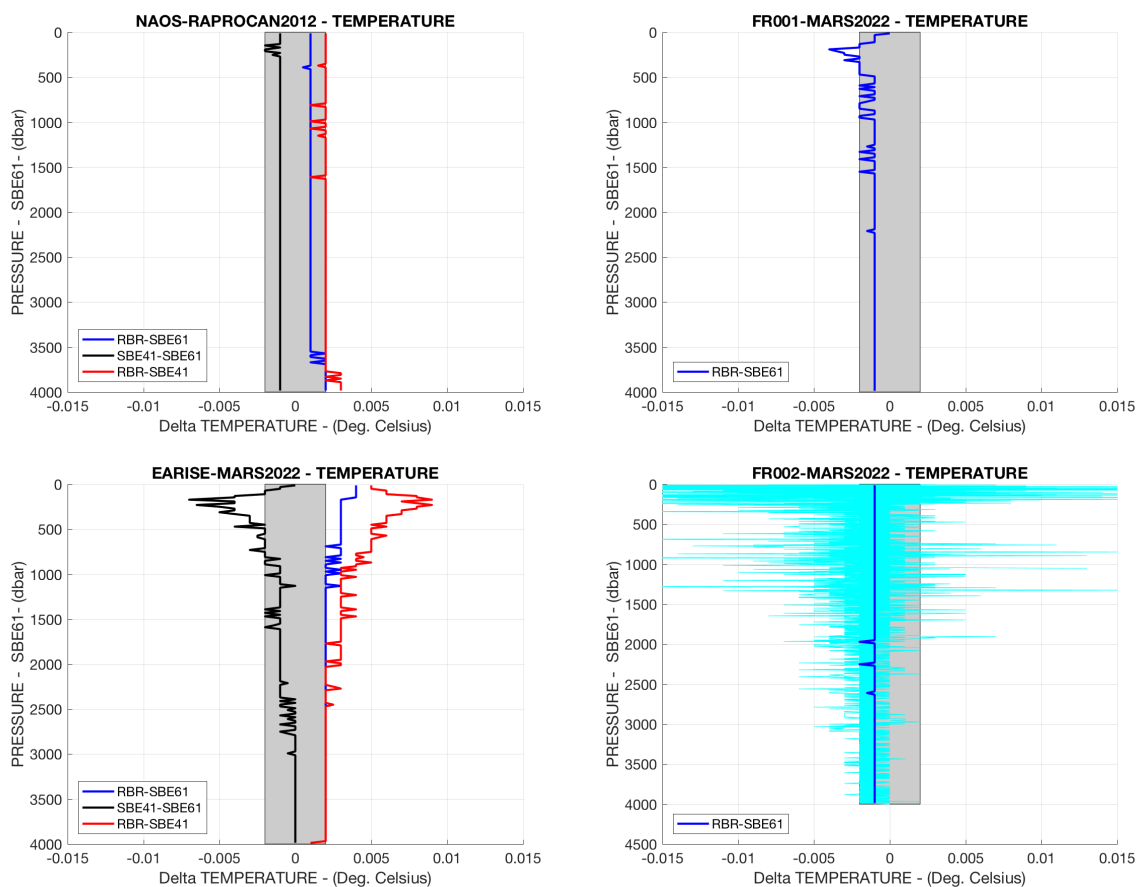 NAOS-RAPROCAN2012 - TEMPERATURE
PRESSURE - SBE61- (dbar)
0
500
1000
1500
2000
2500
3000
3500
4000
RBR-SBE61
SBE41-SBE61
RBR-SBE41
-0.015 -0.01 -0.005 0 0.005 0.01 0.015
Delta TEMPERATURE - (Deg. Celsius)
FR001-MARS2022 - TEMPERATURE
PRESSURE - SBE61- (dbar)
0
500
1000
1500
2000
2500
3000
3500
4000
RBR-SBE61
-0.015 -0.01 -0.005 0 0.005 0.01 0.015
Delta TEMPERATURE - (Deg. Celsius)
EARISE-MARS2022 - TEMPERATURE
PRESSURE - SBE61- (dbar)
0
500
1000
1500
2000
2500
3000
3500
4000
RBR-SBE61
SBE41-SBE61
RBR-SBE41
-0.015 -0.01 -0.005 0 0.005 0.01 0.015
Delta TEMPERATURE - (Deg. Celsius)
FR002-MARS2022 - TEMPERATURE
PRESSURE - SBE61- (dbar)
0
500
1000
1500
2000
2500
3000
3500
4000
4500
RBR-SBE61
-0.015 -0.01 -0.005 0 0.005 0.01 0.015
Delta TEMPERATURE - (Deg. Celsius)